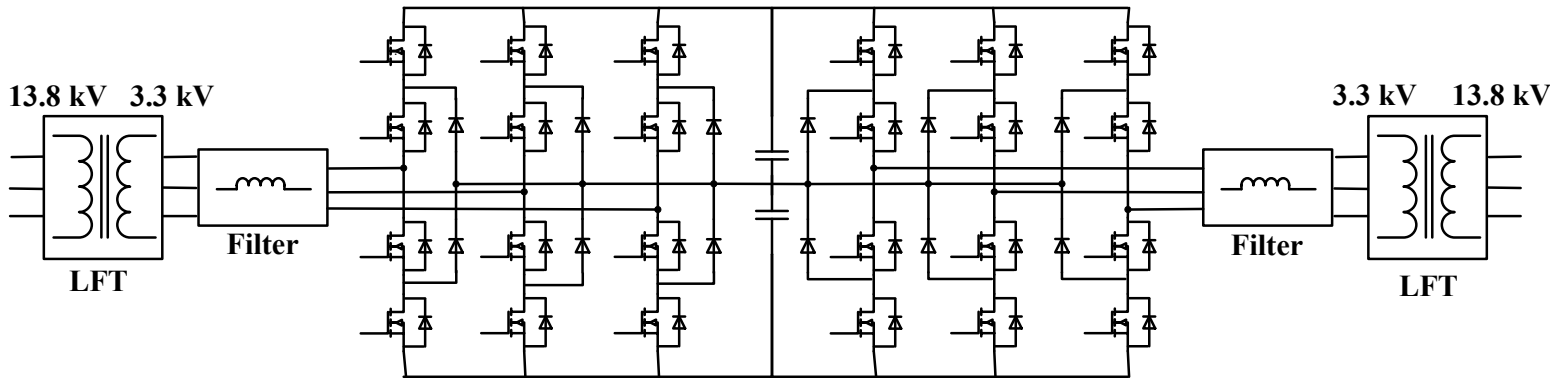 13.8 kV 3.3 kV
3.3 kV 13.8 kV
Filter
Filter
LFT
LFT